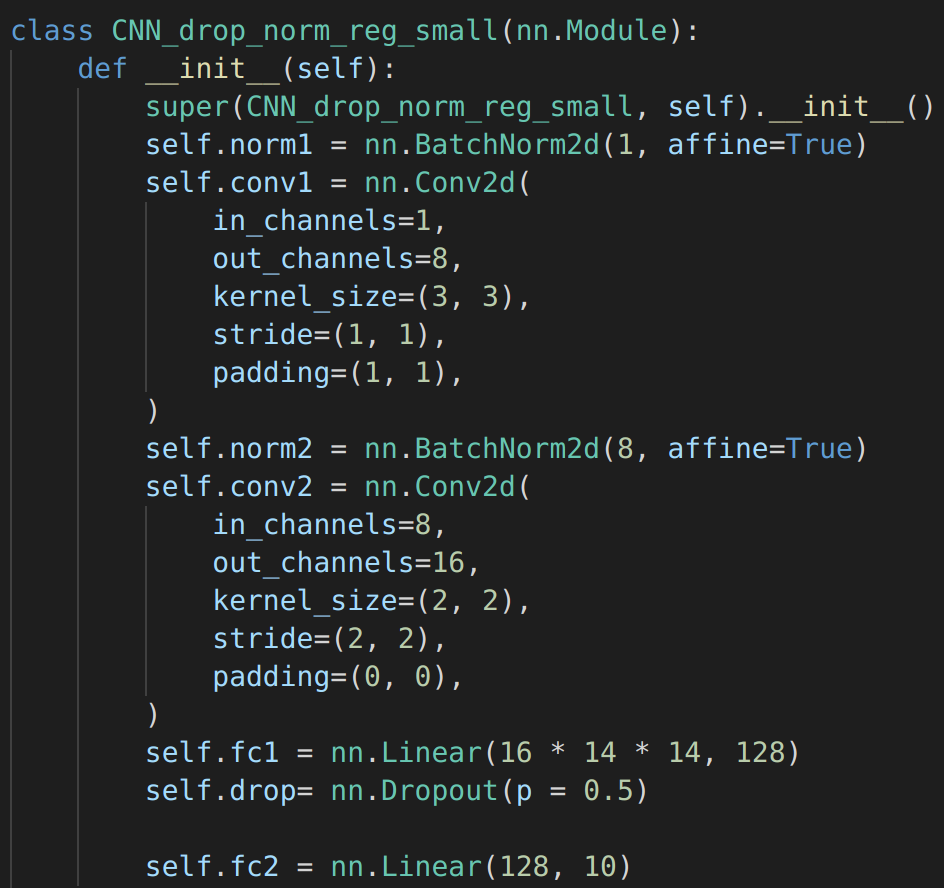 class CNN_drop_norm_reg_small(nn.Module):
    def __init__(self):
        super(CNN_drop_norm_reg_small, self).__init__()
        self.norm1 = nn.BatchNorm2d(1, affine=True)
        self.conv1 = nn.Conv2d(
            in_channels=1,
            out_channels=8,
            kernel_size=(3, 3),
            stride=(1, 1),
            padding=(1, 1),
        )
        self.norm2 = nn.BatchNorm2d(8, affine=True)
        self.conv2 = nn.Conv2d(
            in_channels=8,
            out_channels=16,
            kernel_size=(2, 2),
            stride=(2, 2),
            padding=(0, 0),
        )
        self.fc1 = nn.Linear(16 * 14 * 14, 128)
        self.drop= nn.Dropout(p = 0.5)

        self.fc2 = nn.Linear(128, 10)